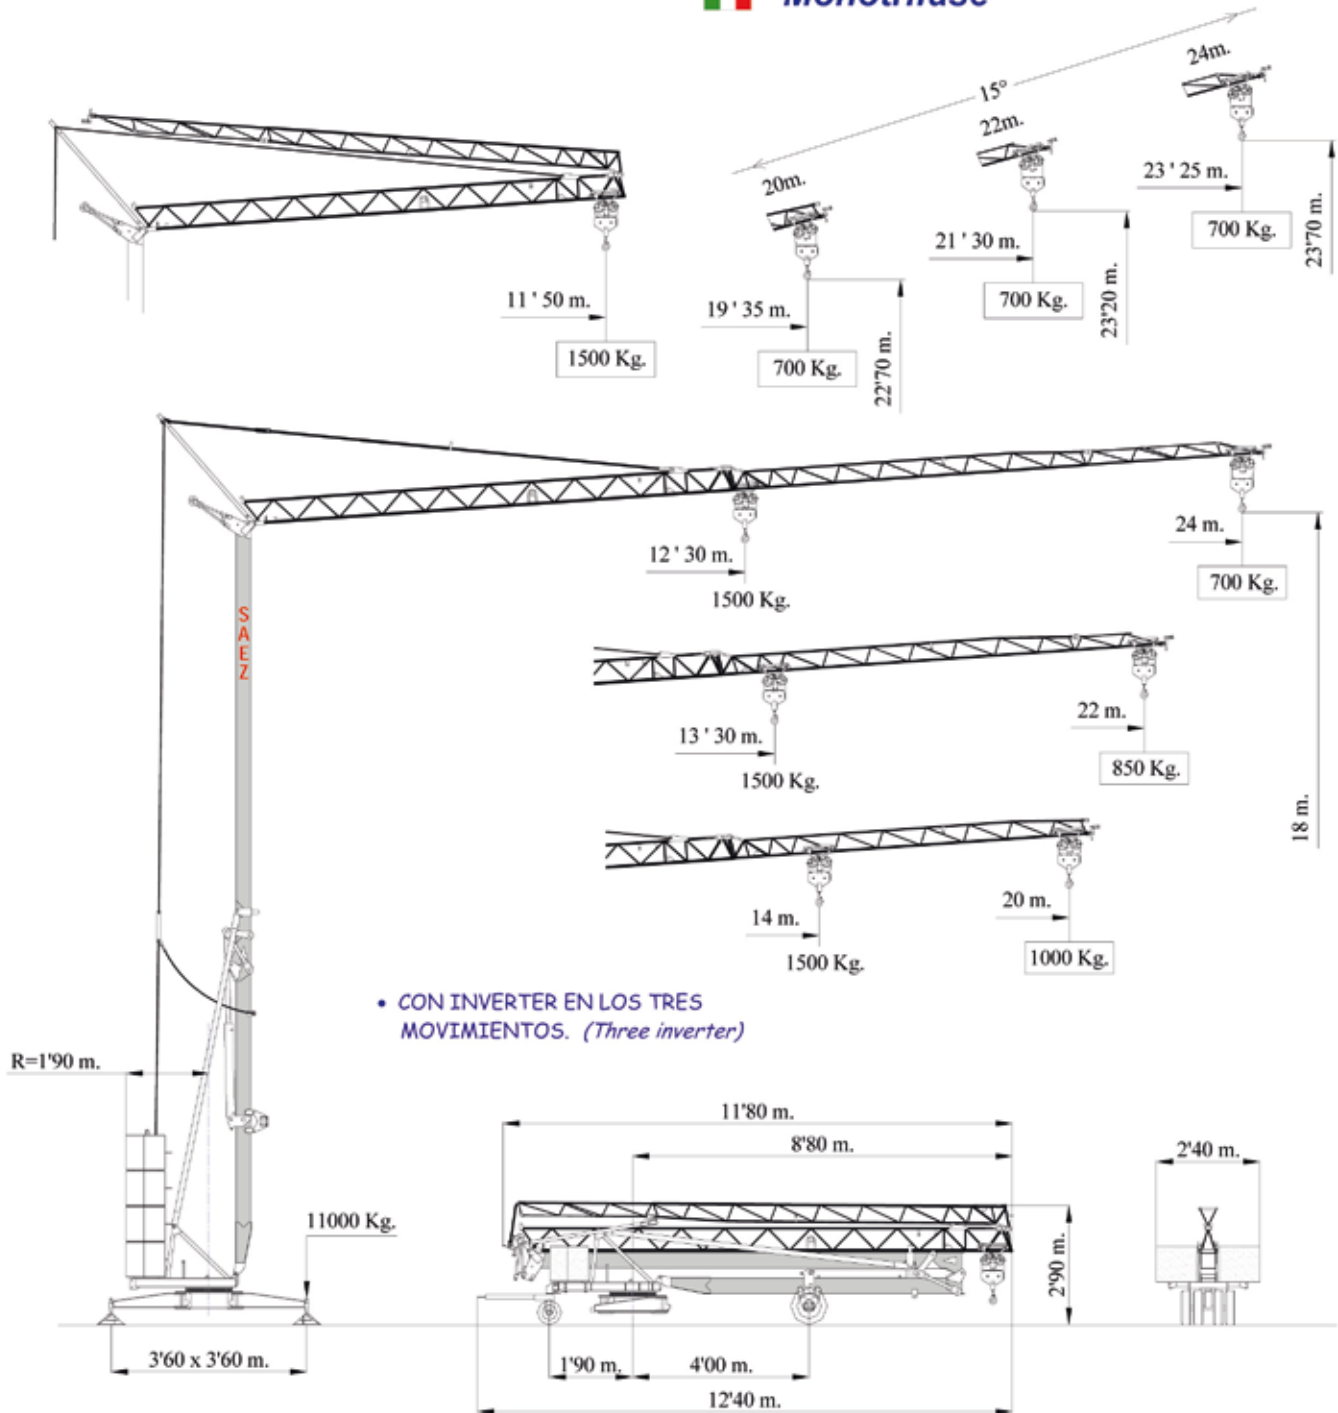 Monotrifase
24m.
15°
22m.
20m.
23 ' 25 m.
700 Kg.
23'70 m.
21 ' 30 m.
700 Kg.
23'20 m.
11 ' 50 m.
1500 Kg.
19 ' 35 m.
700 Kg.
22'70 m.
12 ' 30 m.
1500 Kg.
24 m.
700 Kg.
SAEZ
13 ' 30 m.
1500 Kg.
22 m.
850 Kg.
18 m.
14 m.
1500 Kg.
20 m.
1000 Kg.
• CON INVERTER EN LOS TRES
MOVIMIENTOS. (Three inverter)
R=1'90 m.
11'80 m.
8'80 m.
2'40 m.
11000 Kg.
2'90 m.
3'60 x 3'60 m.
1'90 m.
4'00 m.
12'40 m.